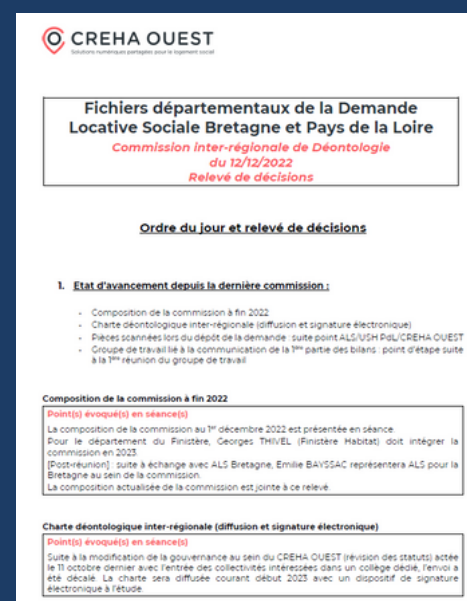 CREHA OUEST
Solutions numériques partagées pour le logement social
Fichiers départementaux de la Demande
Locative Sociale Bretagne et Pays de la Loire
Commission inter-régionale de Déontologie
du 12/12/2022
Relevé de décisions
Ordre du jour et relevé de décisions
1. Etat d'avancement depuis la dernière commission :
- Composition de la commission à fin 2022
- Charte déontologique inter-régionale (diffusion et signature électronique)
- Pièces scannées lors du dépôt de la demande : suite point ALS/USH PdL/CREHA OUEST
- Groupe de travail lié à la communication de la 1ère partie des bilans : point d'étape suite
à la 1ère réunion du groupe de travail
Composition de la commission à fin 2022
Point(s) évoqué(s) en séance(s)
La composition de la commission au 1er décembre 2022 est présentée en séance.
Pour le département du Finistère, Georges THIVEL (Finistère Habitat) doit intégrer la
commission en 2023.
[Post-réunion] : suite à échange avec ALS Bretagne, Emilie BAYSSAC représentera ALS pour la
Bretagne au sein de la commission.
La composition actualisée de la commission est jointe à ce relevé.
Charte déontologique inter-régionale (diffusion et signature électronique)
Point(s) évoqué(s) en séance(s)
Suite à la modification de la gouvernance au sein du CREHA OUEST (révision des statuts) actée
le 11 octobre dernier avec l'entrée des collectivités intéressées dans un collège dédié, l'envoi a
été décalé. La charte sera diffusée courant début 2023 avec un dispositif de signature
électronique à l'étude.